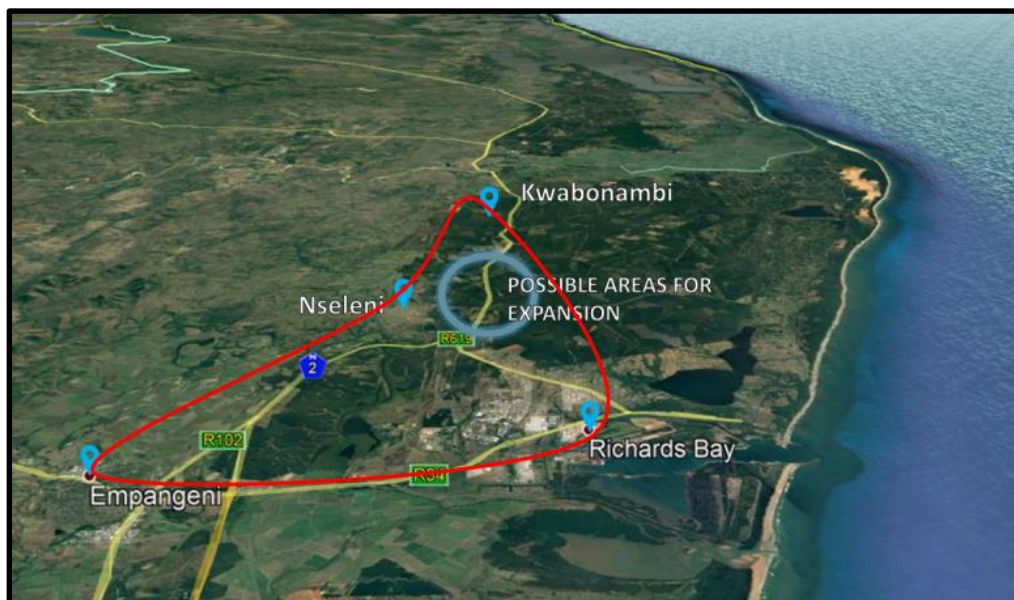 Kwabonambi
POSSIBLE AREAS FOR
EXPANSION
Nseleni
R619
N
2
R102
Richards Bay
R34
Empangeni